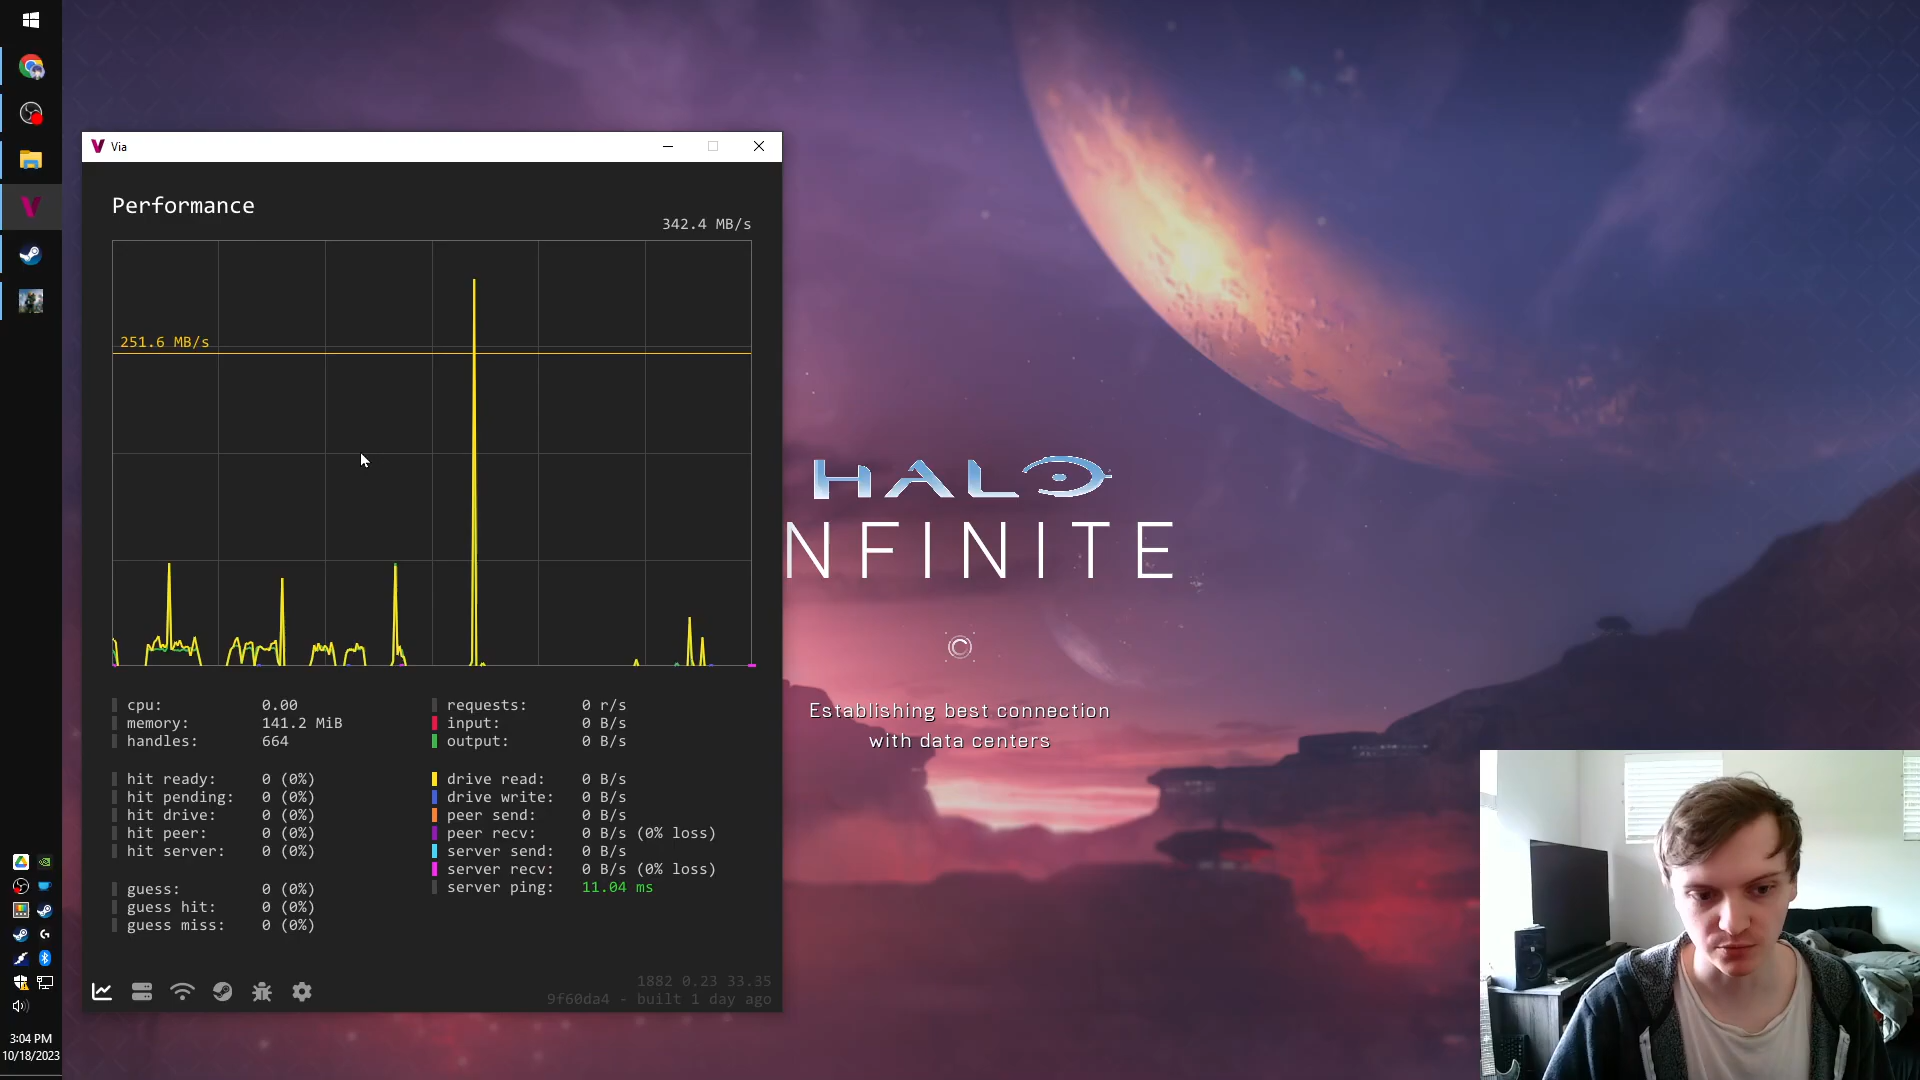 Via
Performance
342.4 MB/s
251.6 MB/s
cpu: 0.00
memory: 141.2 MiB
handles: 664
hit ready: 0 (0%)
hit pending: 0 (0%)
hit drive: 0 (0%)
hit peer: 0 (0%)
hit server: 0 (0%)
guess: 0 (0%)
guess hit: 0 (0%)
guess miss: 0 (0%)
requests: 0 r/s
input: 0 B/s
output: 0 B/s
drive read: 0 B/s
drive write: 0 B/s
peer send: 0 B/s
peer recv: 0 B/s (0% loss)
server send: 0 B/s
server recv: 0 B/s (0% loss)
server ping: 11.04 ms
1882 0.23 33.35
9f60da4 - built 1 day ago
HALO
NFINITE
Establishing best connection
with data centers
3:04 PM
10/18/2023